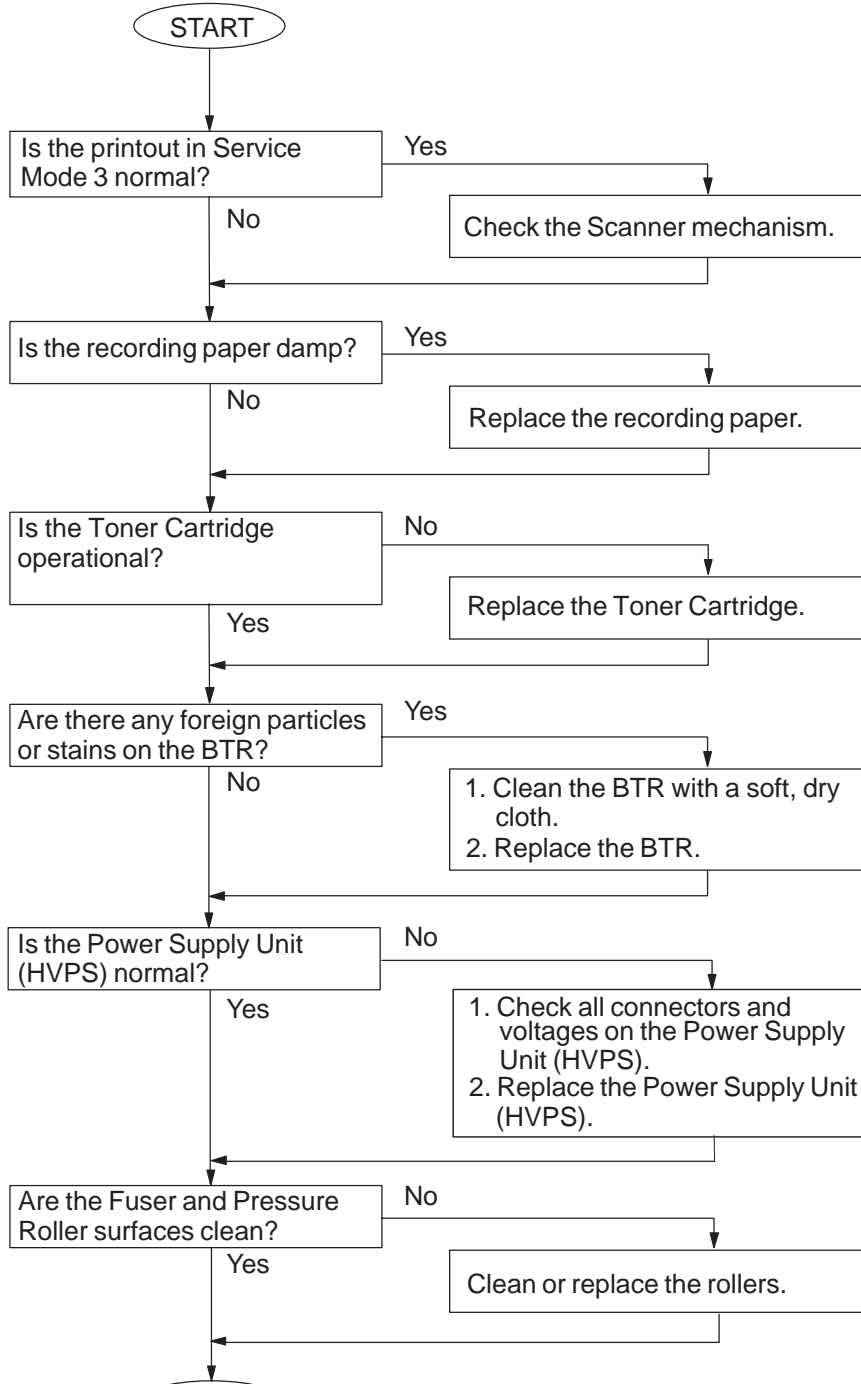 START
Is the printout in Service
Mode 3 normal?
Yes
No
Check the Scanner mechanism.
Is the recording paper damp?
Yes
No
Replace the recording paper.
Is the Toner Cartridge
operational?
No
Yes
Replace the Toner Cartridge.
Are there any foreign particles
or stains on the BTR?
Yes
No
1. Clean the BTR with a soft, dry
cloth.
2. Replace the BTR.
Is the Power Supply Unit
(HVPS) normal?
No
Yes
1. Check all connectors and
voltages on the Power Supply
Unit (HVPS).
2. Replace the Power Supply Unit
(HVPS).
Are the Fuser and Pressure
Roller surfaces clean?
No
Yes
Clean or replace the rollers.